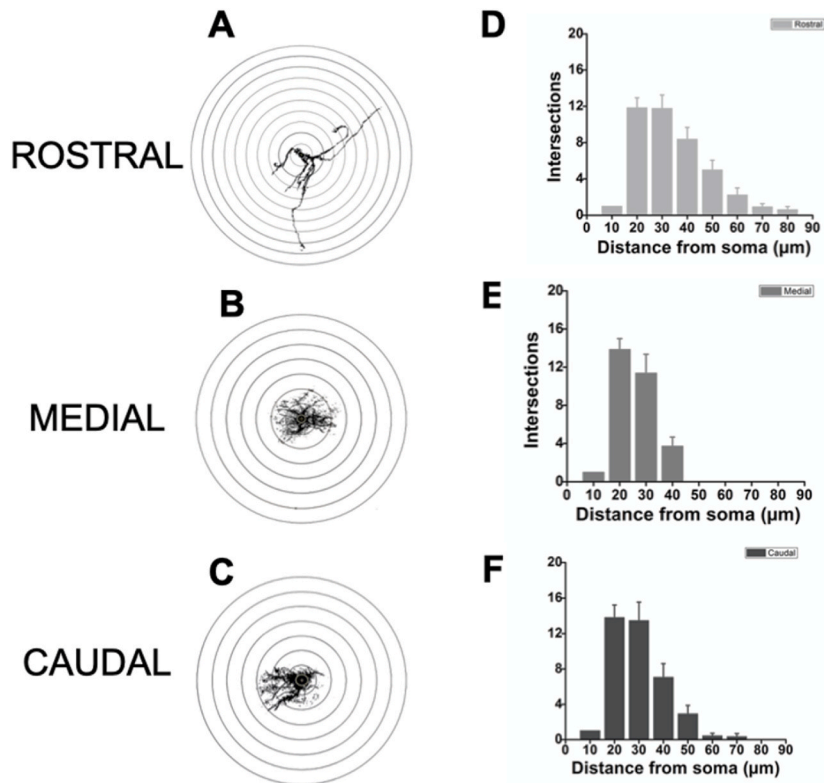 A
ROSTRAL
D
Rostral
20
16
12
8
4
0
Intersections
0 10 20 30 40 50 60 70 80 90
Distance from soma (µm)
B
MEDIAL
E
Medial
20
16
12
8
4
0
Intersections
0 10 20 30 40 50 60 70 80 90
Distance from soma (µm)
C
CAUDAL
F
Caudal
20
16
12
8
4
0
0 10 20 30 40 50 60 70 80 90
Distance from soma (µm)